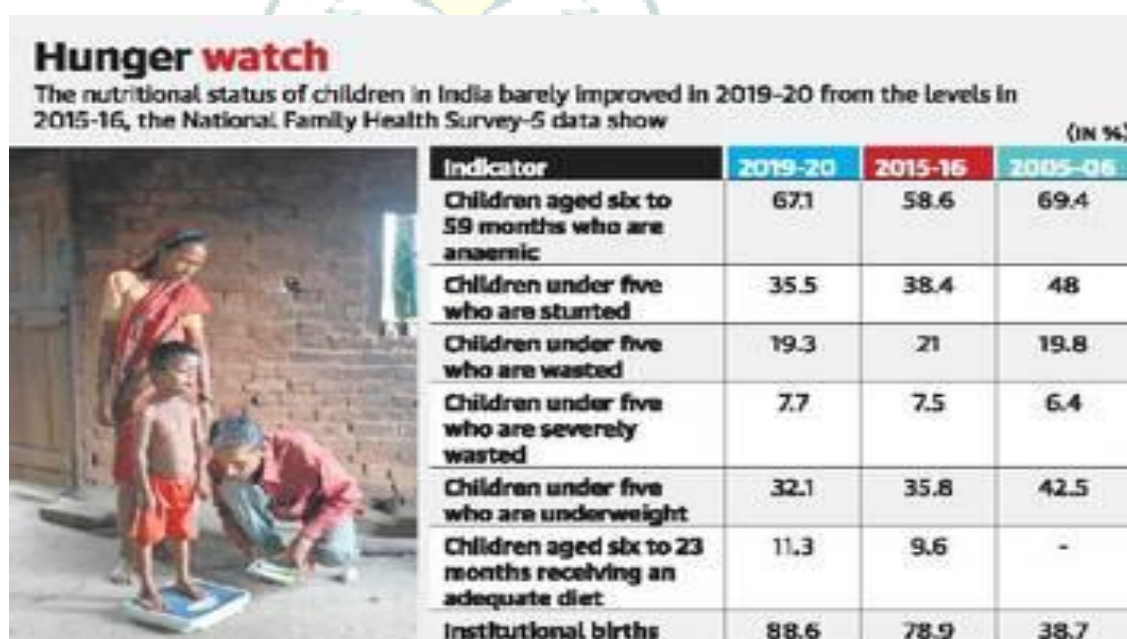 Hunger watch
The nutritional status of children in India barely improved in 2019-20 from the levels in
2015-16, the National Family Health Survey-5 data show
(IN %)
Indicator 2019-20 2015-16 2005-06
Children aged six to 67.1 58.6 69.4
59 months who are
anaemic
Children under five 35.5 38.4 48
who are stunted
Children under five 19.3 21 19.8
who are wasted
Children under five 7.7 7.5 6.4
who are severely
wasted
Children under five 32.1 35.8 42.5
who are underweight
Children aged six to 23 11.3 9.6 -
months receiving an
adequate diet
Institutional births 88.6 78.9 38.7